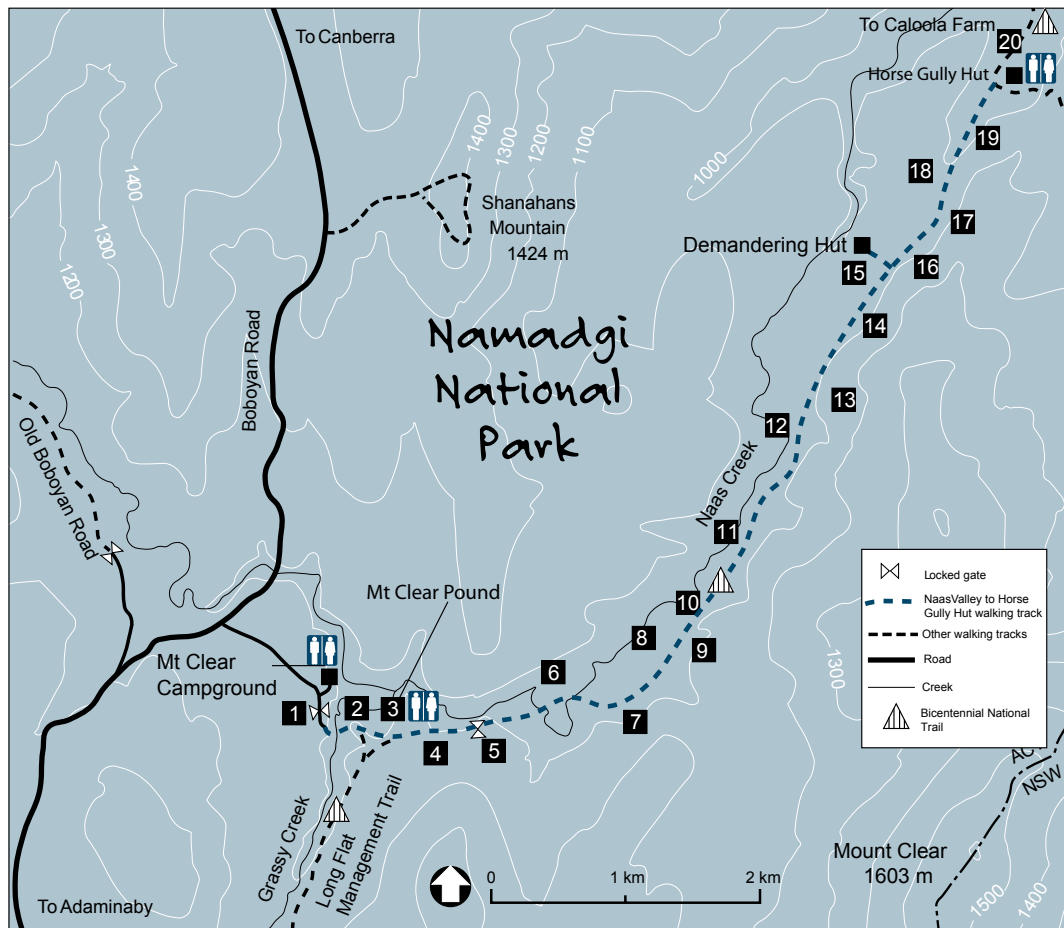 To Canberra
To Caloola Farm
20
Horse Gully Hut
19
18
17
16
Demandering Hut
15
14
13
12
11
10
9
8
7
6
5
4
3
2
1
1400
1300
1200
1100
1000
1400
1300
1200
Shanahans
Mountain
1424 m
Namadgi
National
Park
Boboyan Road
Old Boboyan Road
Naas Creek
Mt Clear Pound
Mt Clear
Campground
Grassy Creek
Long Flat
Management Trail
To Adaminaby
0
1 km
2 km
Locked gate
NaasValley to Horse
Gully Hut walking track
Other walking tracks
Road
Creek
Bicentennial National
Trail
1300
NSW
Mount Clear
1603 m
1500
1400